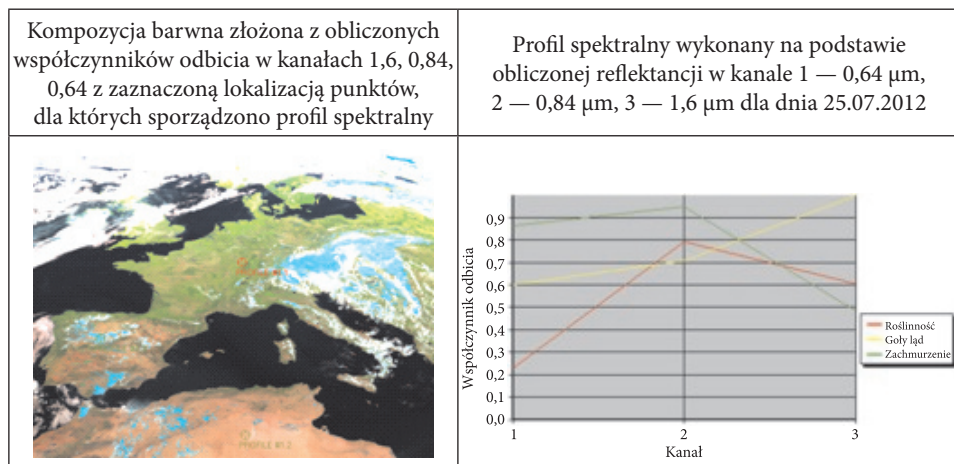 Kompozycja barwna złożona z obliczonych
współczynników odbicia w kanałach 1,6, 0,84,
0,64 z zaznaczoną lokalizacją punktów,
dla których sporządzono profil spektralny
Profil spektralny wykonany na podstawie
obliczonej reflektancji w kanale 1 — 0,64 µm,
2 — 0,84 µm, 3 — 1,6 µm dla dnia 25.07.2012
Współczynnik odbicia
0,9
0,8
0,7
0,6
0,5
0,4
0,3
0,2
0,1
0,0
1
2
3
Kanał
Roślinność
Goły ląd
Zachmurzenie